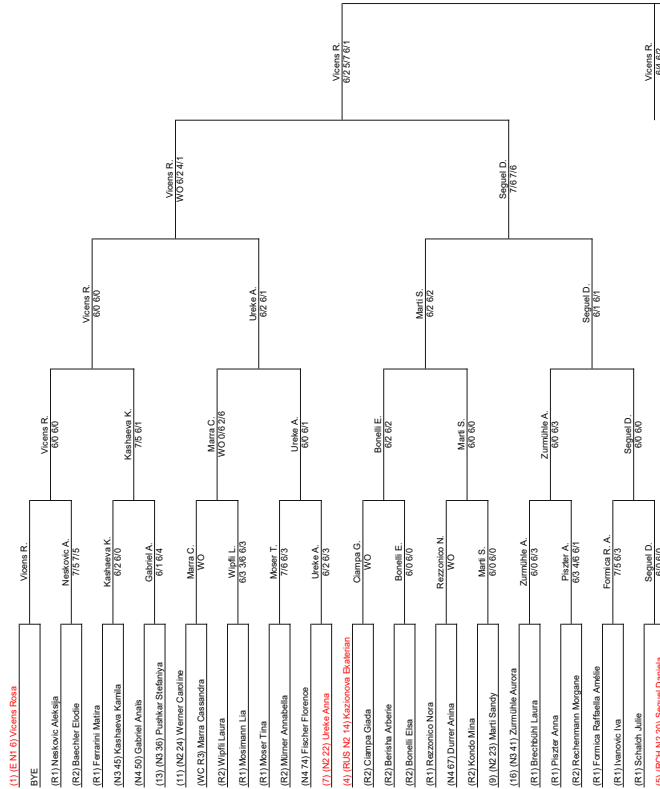 (1) (E N1 6) Vicens Rosa
BYE
(R1) Neskovic Aleksija
(R2) Baechler Elodie
(R1) Ferrarini Matira
(N3 45) Kashaeva Kamila
(N4 50) Gabriel Anaïs
(13) (N3 36) Pushkar Stefaniya
(11) (N2 24) Werner Caroline
(WC R3) Marra Cassandra
(R2) Wipfli Laura
(R1) Mosimann Lia
(R1) Moser Tina
(R2) Mürner Annabella
(N4 74) Fischer Florence
(7) (N2 22) Ureke Anna
(4) (RUS N2 14) Kazionova Ekaterian
(R2) Ciampa Giada
(R2) Berisha Arberie
(R2) Bonelli Elsa
(R1) Rezzonico Nora
(N4 67) Durrer Anina
(R2) Kondo Mina
(9) (N2 23) Marti Sandy
(16) (N3 41) Zurmühle Aurora
(R1) Brechbühl Laura
(R1) Piszter Anna
(R2) Rechenmann Morgane
(R1) Formica Raffaella Amélie
(R1) Ivanovic Iva
(R1) Schalch Julie
Vicens R.
Neskovic A.
7/5 7/5
Kashaeva K.
6/2 6/0
Gabriel A.
6/1 6/4
Marra C.
WO
Wipfli L.
6/3 3/6 6/3
Moser T.
7/6 6/3
Ureke A.
6/2 6/3
Ciampa G.
WO
Bonelli E.
6/0 6/0
Rezzonico N.
WO
Marti S.
6/0 6/0
Zurmühle A.
6/0 6/3
Piszter A.
6/3 4/6 6/1
Formica R. A.
7/5 6/3
Seguel D.
6/0 6/0
Vicens R.
6/0 6/0
Kashaeva K.
7/5 6/1
Marra C.
WO 0/6 2/6
Ureke A.
6/0 6/1
Bonelli E.
6/2 6/2
Marti S.
6/0 6/0
Zurmühle A.
6/0 6/3
Seguel D.
6/0 6/0
Vicens R.
6/0 6/0
Ureke A.
6/2 6/1
Marti S.
6/2 6/2
Seguel D.
6/1 6/1
Vicens R.
WO 6/2 4/1
Seguel D.
7/6 7/6
Vicens R.
6/2 5/7 6/1
Vicens R.